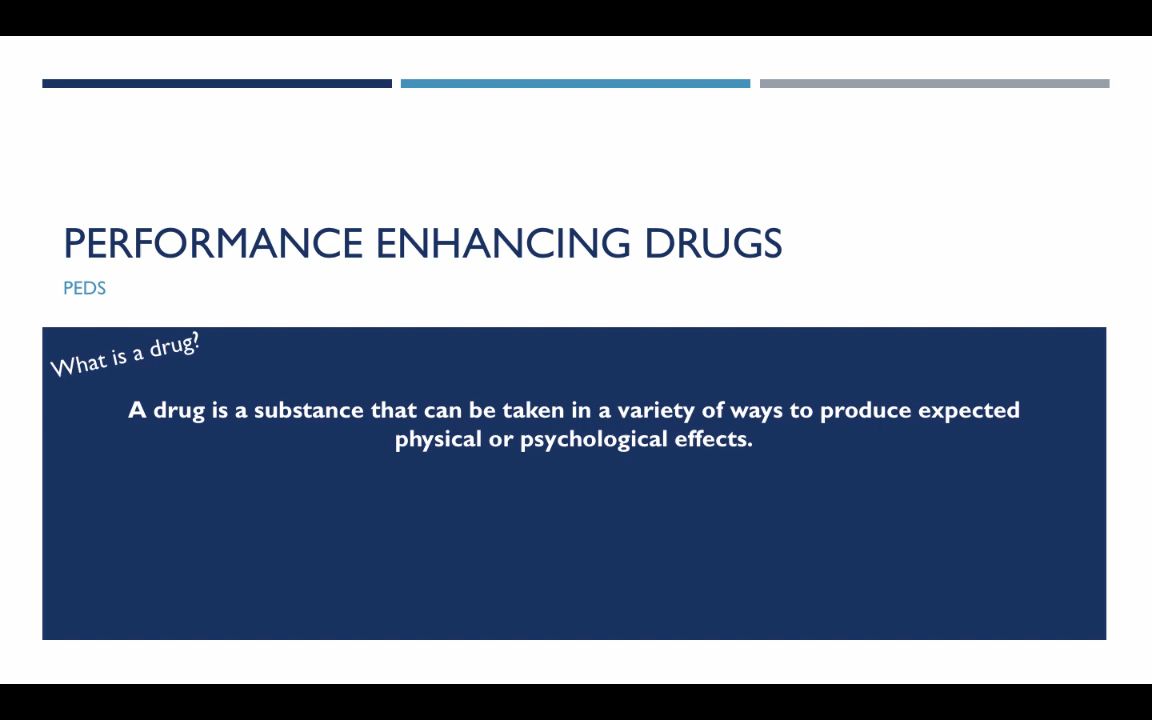 PERFORMANCE ENHANCING DRUGS
PEDS
What is a drug?
A drug is a substance that can be taken in a variety of ways to produce expected
physical or psychological effects.